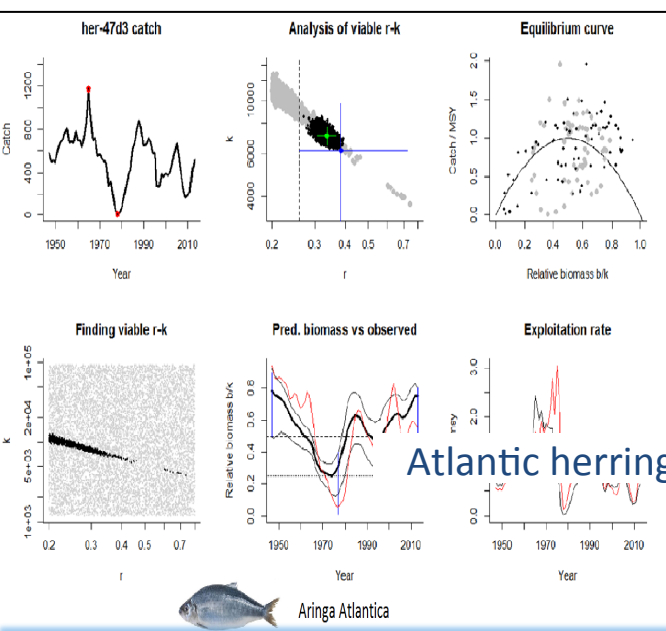 her-47d3 catch
Analysis of viable r-k
Equilibrium curve
Catch
0 400 800 1200
1950 1970 1990 2010
Year
k
4000 6000 10000
0.2 0.3 0.4 0.5 0.7
r
Catch / MSY
0.0 0.5 1.0 1.5 2.0
0.0 0.2 0.4 0.6 0.8 1.0
Relative biomass b/k
Finding viable r-k
Pred. biomass vs observed
Exploitation rate
k
1e+03 5e+03 2e+04 1e+05
0.2 0.3 0.4 0.5 0.7
r
Relative biomass b/k
0.0 0.2 0.4 0.6 0.8
1950 1970 1990 2010
Year
0.0 2.0 3.0
1950 1970 1990 2010
Year
Atlantic herring
Aringa Atlantica